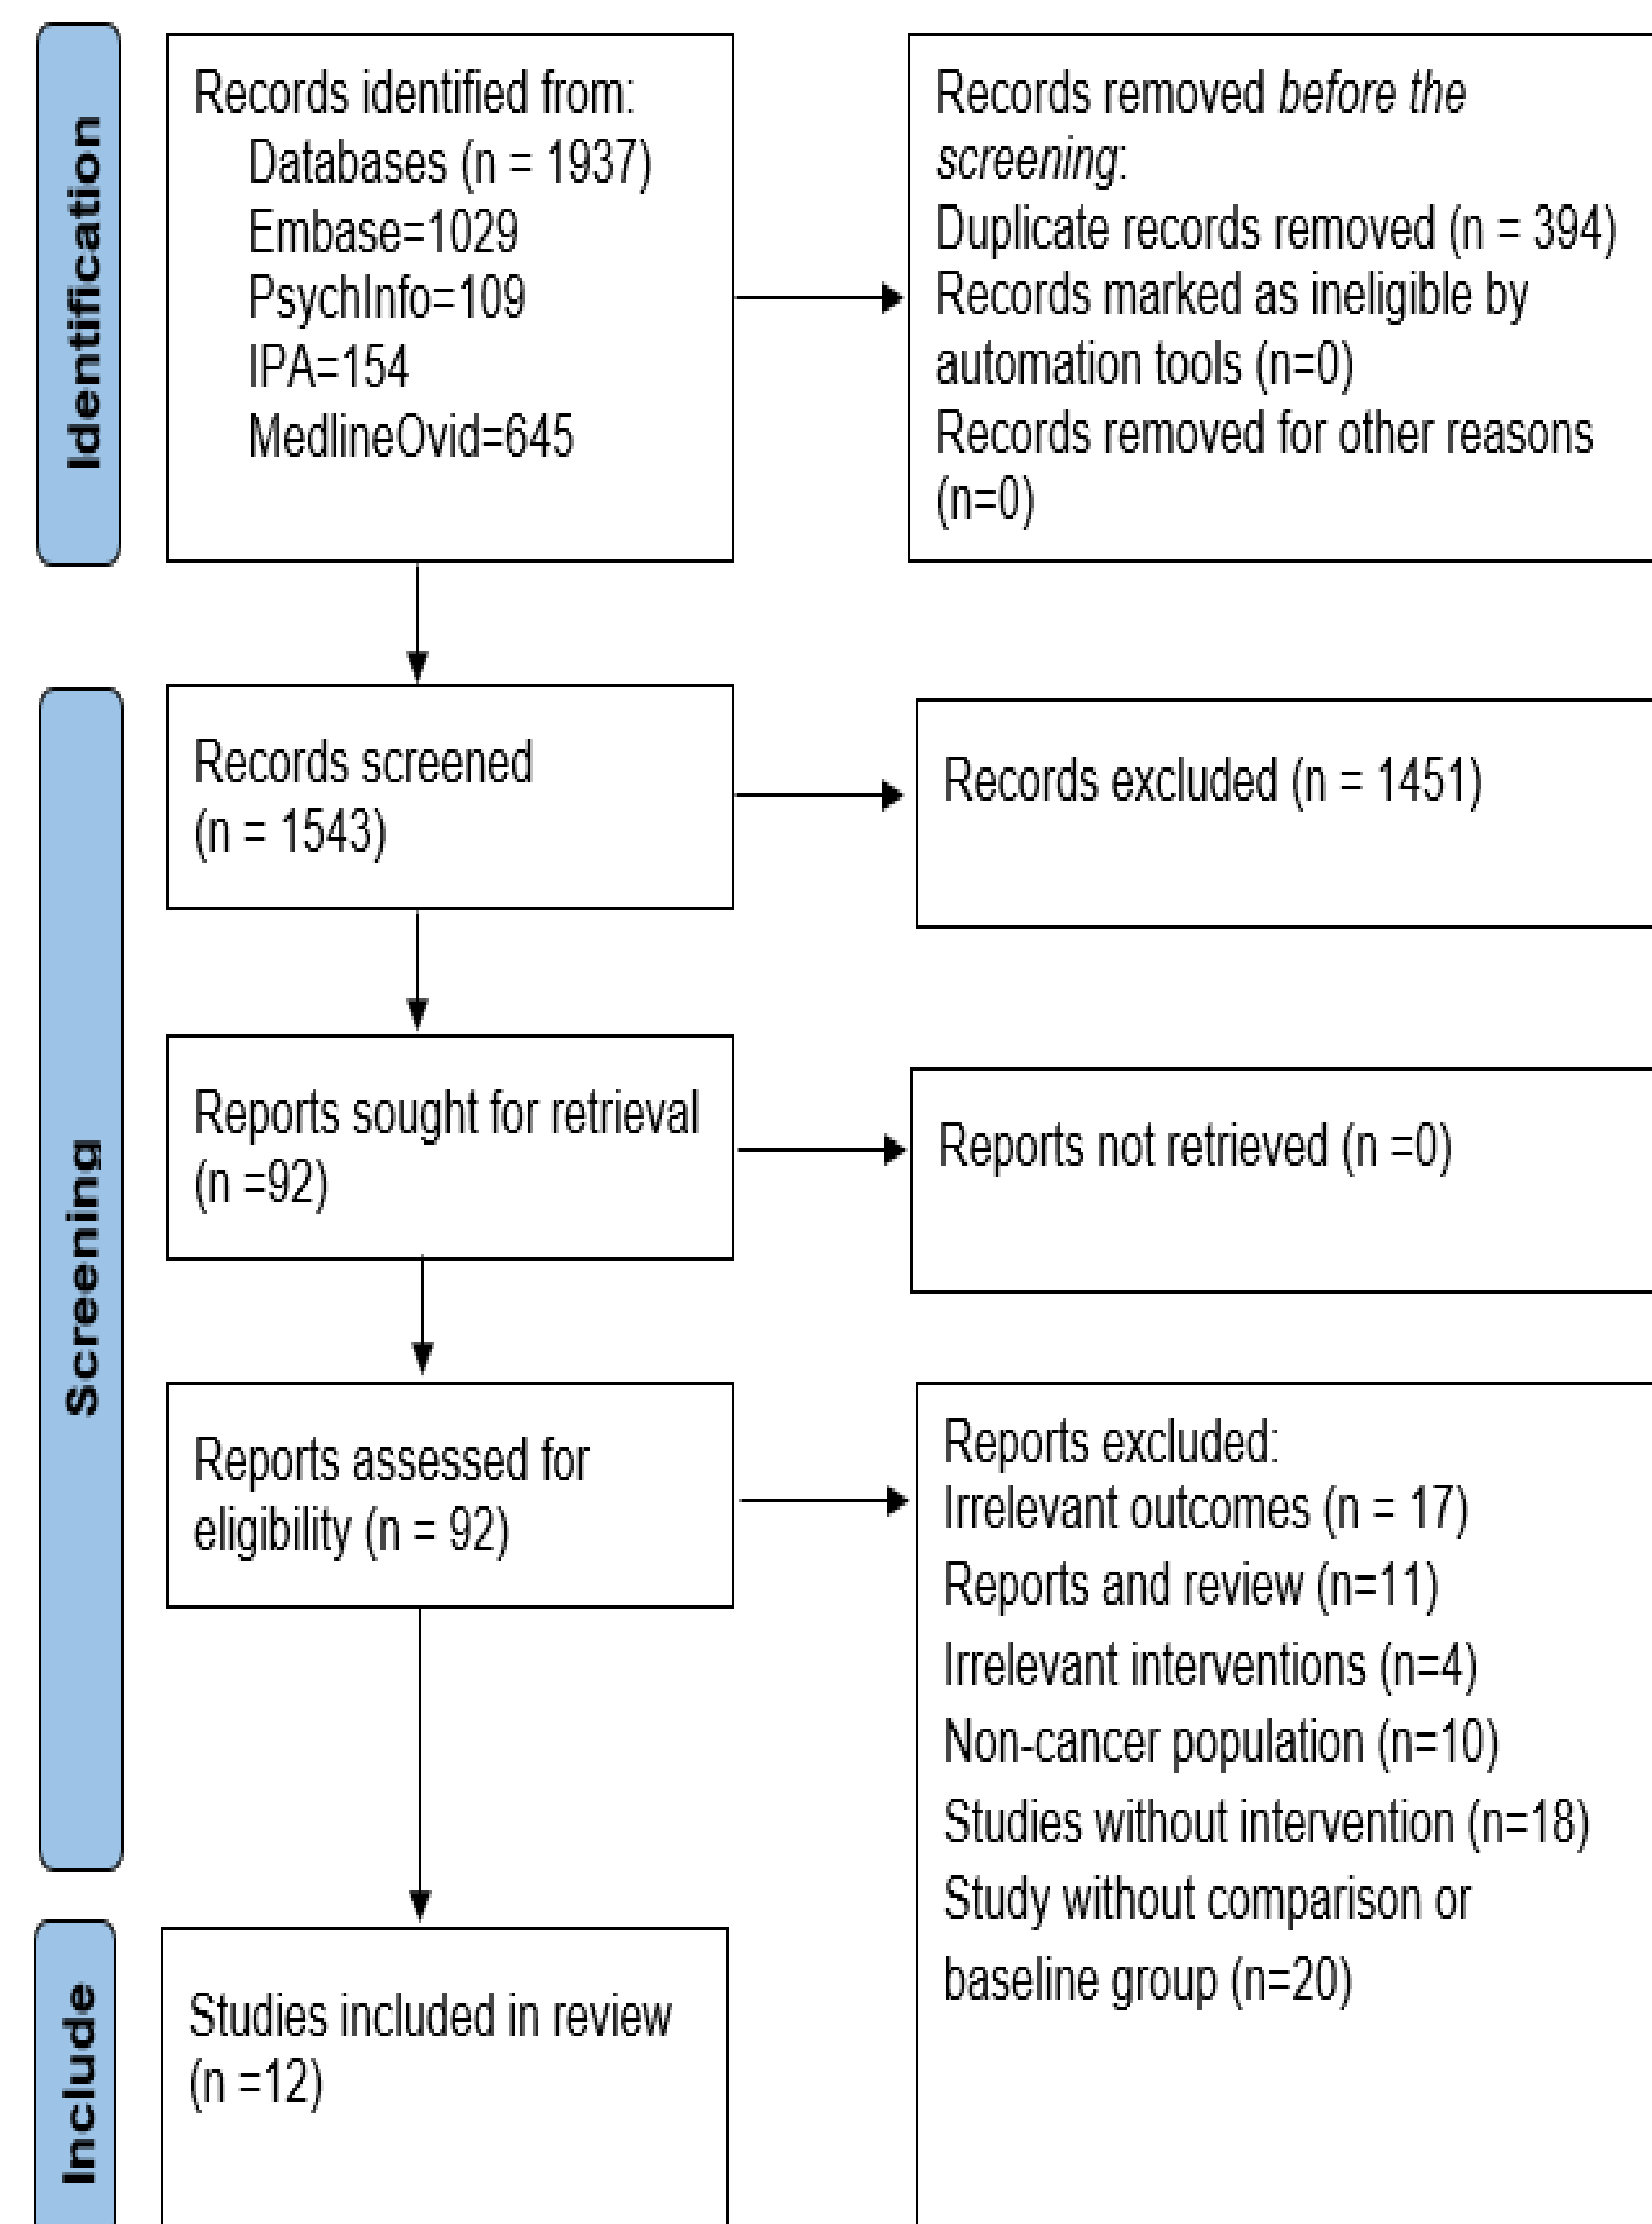 Identification
Records identified from:
Databases (n = 1937)
Embase=1029
PsychInfo=109
IPA=154
MedlineOvid=645
Records removed before the
screening:
Duplicate records removed (n = 394)
Records marked as ineligible by
automation tools (n=0)
Records removed for other reasons
(n=0)
Screening
Records screened
(n = 1543)
Records excluded (n = 1451)
Reports sought for retrieval
(n =92)
Reports not retrieved (n =0)
Reports assessed for
eligibility (n = 92)
Reports excluded:
Irrelevant outcomes (n = 17)
Reports and review (n=11)
Irrelevant interventions (n=4)
Non-cancer population (n=10)
Studies without intervention (n=18)
Study without comparison or
baseline group (n=20)
Include
Studies included in review
(n =12)